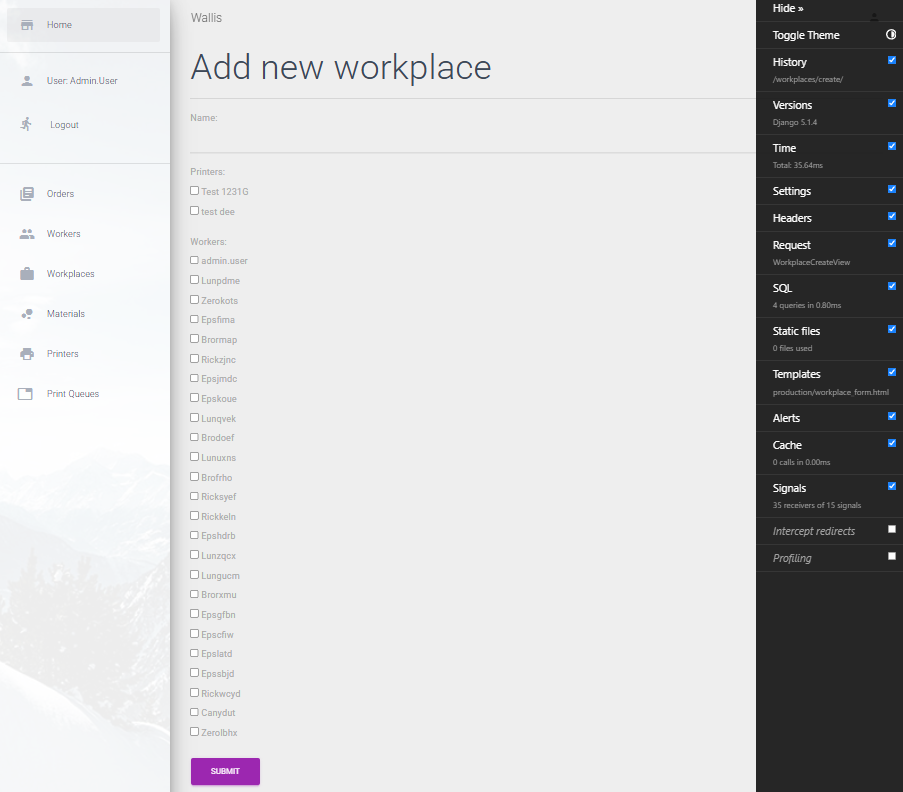 Home
User: Admin.User
Logout
Orders
Workers
Workplaces
Materials
Printers
Print Queues
Wallis
Add new workplace
Name:
Printers:
Test 1231G
test dee
Workers:
admin.user
Lunpdme
Zerokots
Epsfima
Brormap
Rickzjnc
Epsjmdc
Epskoue
Lunqvek
Brodoef
Lunuxns
Brofrho
Ricksyef
Rickkeln
Epshdrb
Lunzqcx
Lungucm
Brorxmu
Epsgfbn
Epscfiw
Epslatd
Epssbjd
Rickwcyd
Canydut
Zerolbhx
SUBMIT
Hide »
Toggle Theme
History
/workplaces/create/
Versions
Django 5.1.4
Time
Total: 35.64ms
Settings
Headers
Request
WorkplaceCreateView
SQL
4 queries in 0.80ms
Static files
0 files used
Templates
production/workplace_form.html
Alerts
Cache
0 calls in 0.00ms
Signals
35 receivers of 15 signals
Intercept redirects
Profiling